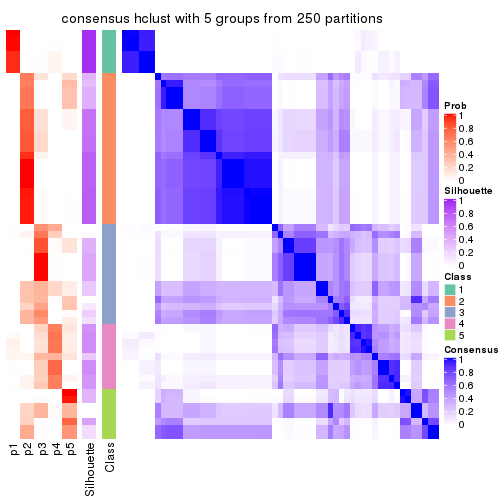 consensus hclust with 5 groups from 250 partitions
Prob
1
0.8
0.6
0.4
0.2
0
Silhouette
1
0.8
0.6
0.4
0.2
0
Class
1
2
3
4
5
Consensus
1
0.8
0.6
0.4
0.2
0
p1
p2
p3
p4
p5
Silhouette
Class